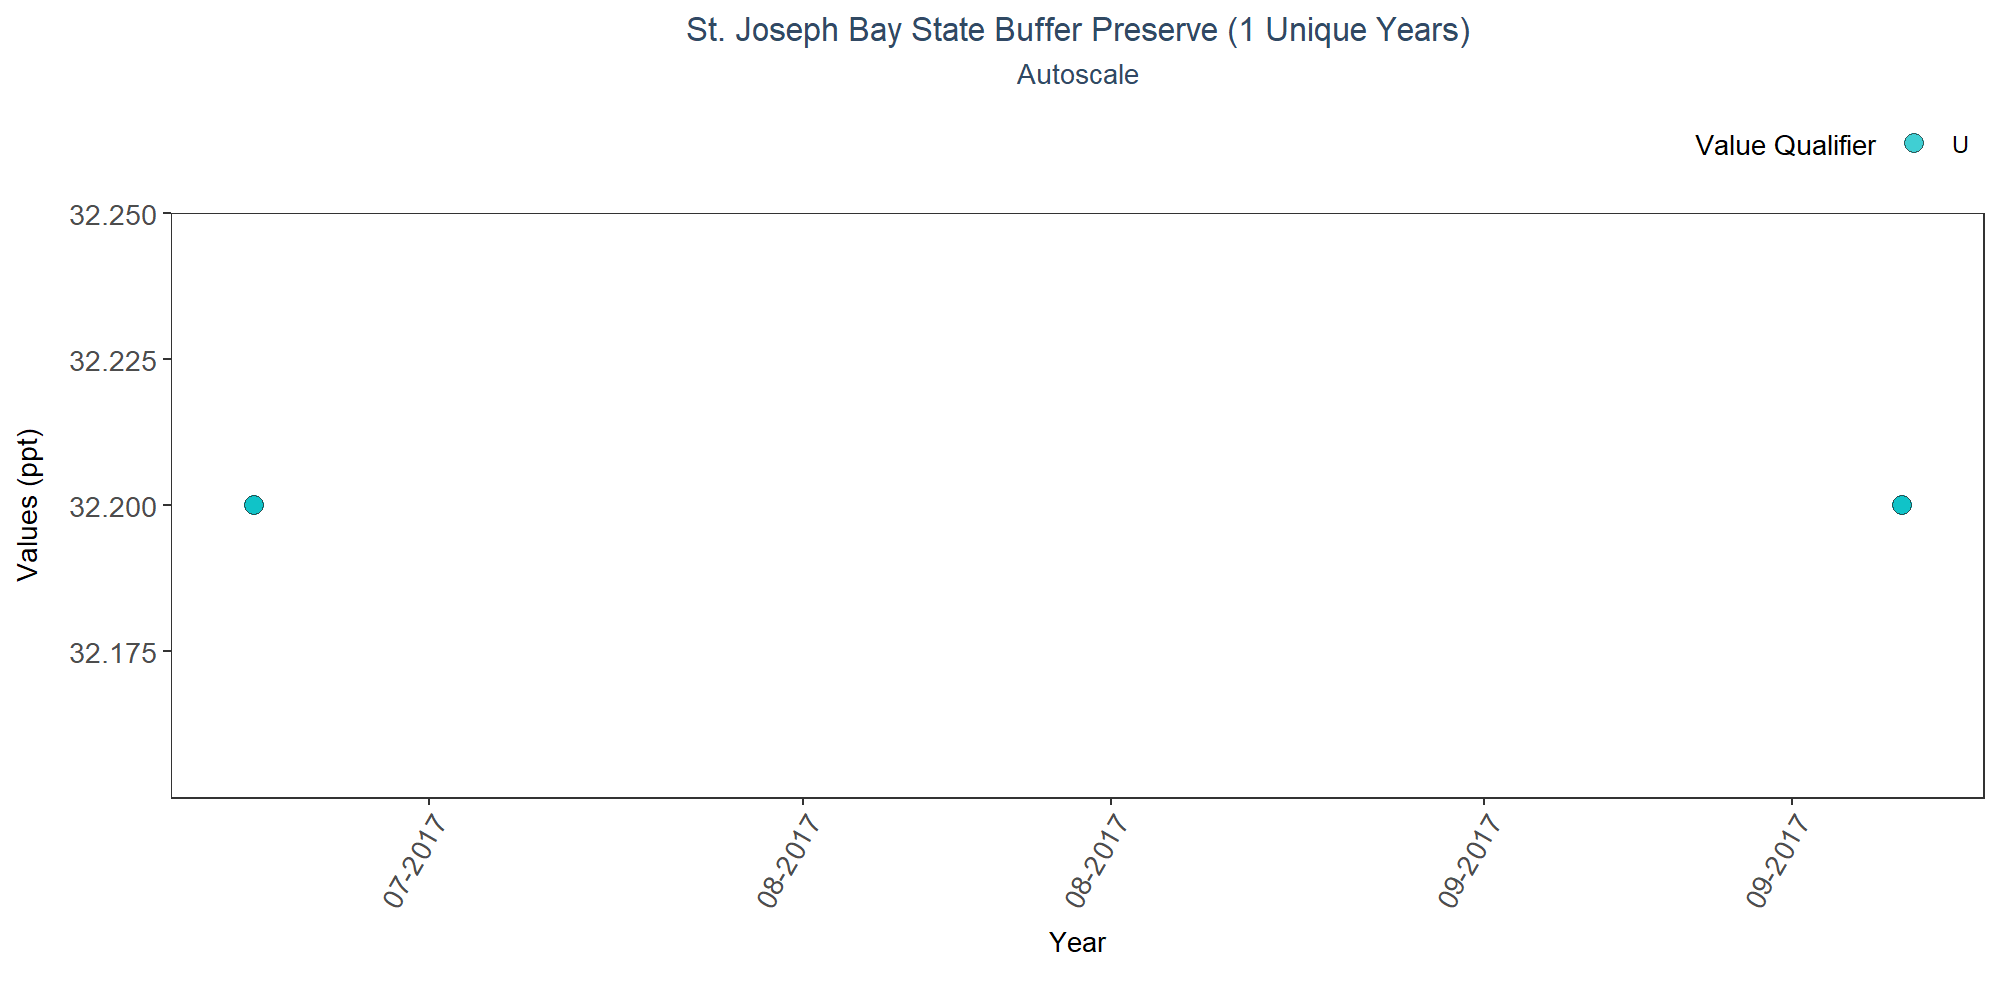 St. Joseph Bay State Buffer Preserve (1 Unique Years)
Autoscale
Value Qualifier U
32.250
32.225
32.200
32.175
Values (ppt)
07-2017
08-2017
08-2017
09-2017
09-2017
Year